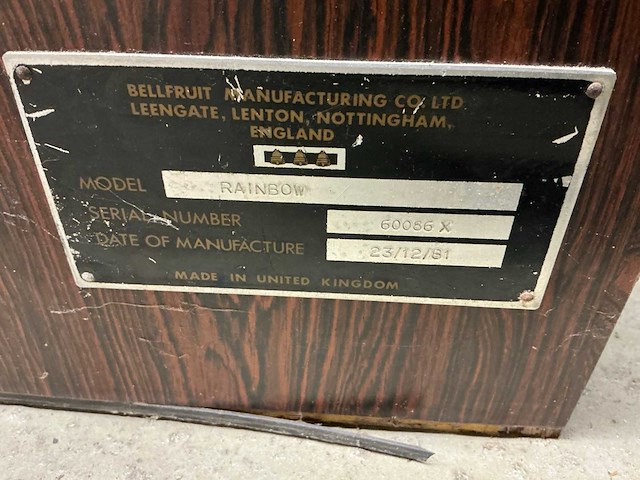 BELLFRUIT MANUFACTURING CO. LTD
LEENGATE, LENTON, NOTTINGHAM,
ENGLAND
MODEL RAINBOW
SERIAL NUMBER 60086 X
DATE OF MANUFACTURE 23/12/81
MADE IN UNITED KINGDOM